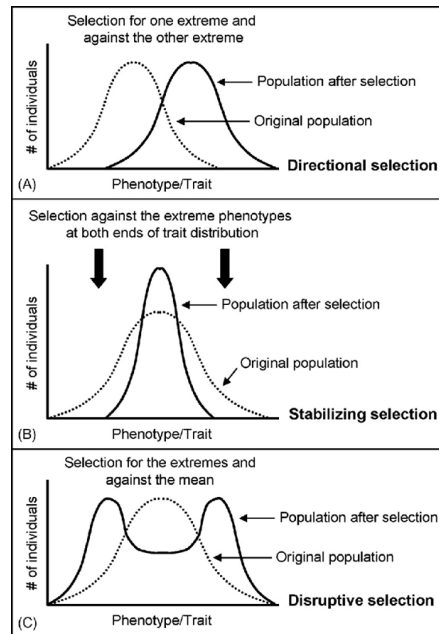 Selection for one extreme and
against the other extreme
Population after selection
Original population
# of individuals
Directional selection
(A)
Phenotype/Trait
Selection against the extreme phenotypes
at both ends of trait distribution
Population after selection
Original population
# of individuals
Stabilizing selection
(B)
Phenotype/Trait
Selection for the extremes and
against the mean
Population after selection
Original population
# of individuals
Disruptive selection
(C)
Phenotype/Trait